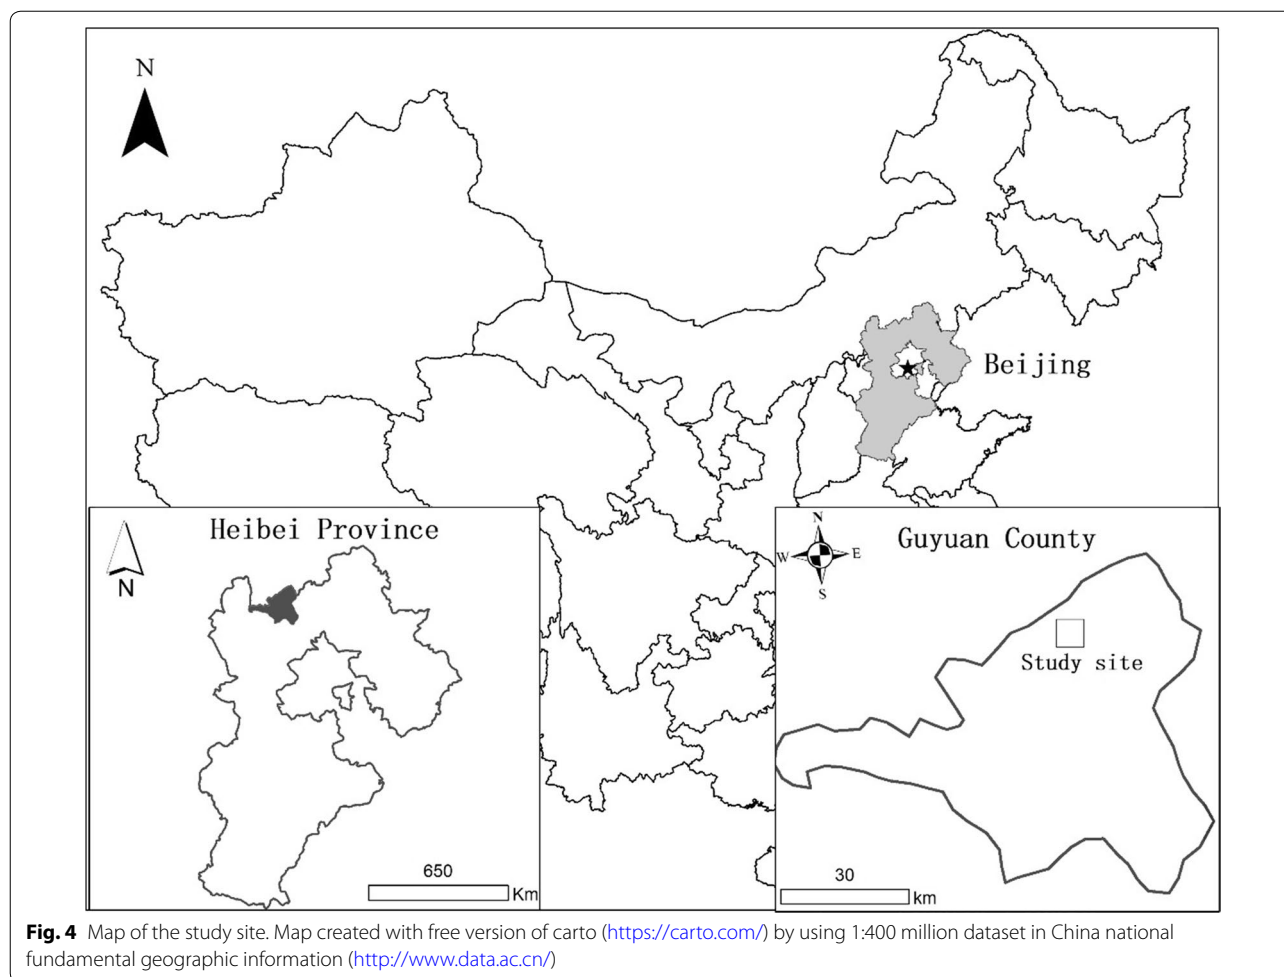 N
Beijing
Heibei Province
N
650
Km
Guyuan County
N
W
E
S
Study site
30
km
Fig. 4 Map of the study site. Map created with free version of carto (https://carto.com/) by using 1:400 million dataset in China national
fundamental geographic information (http://www.data.ac.cn/)